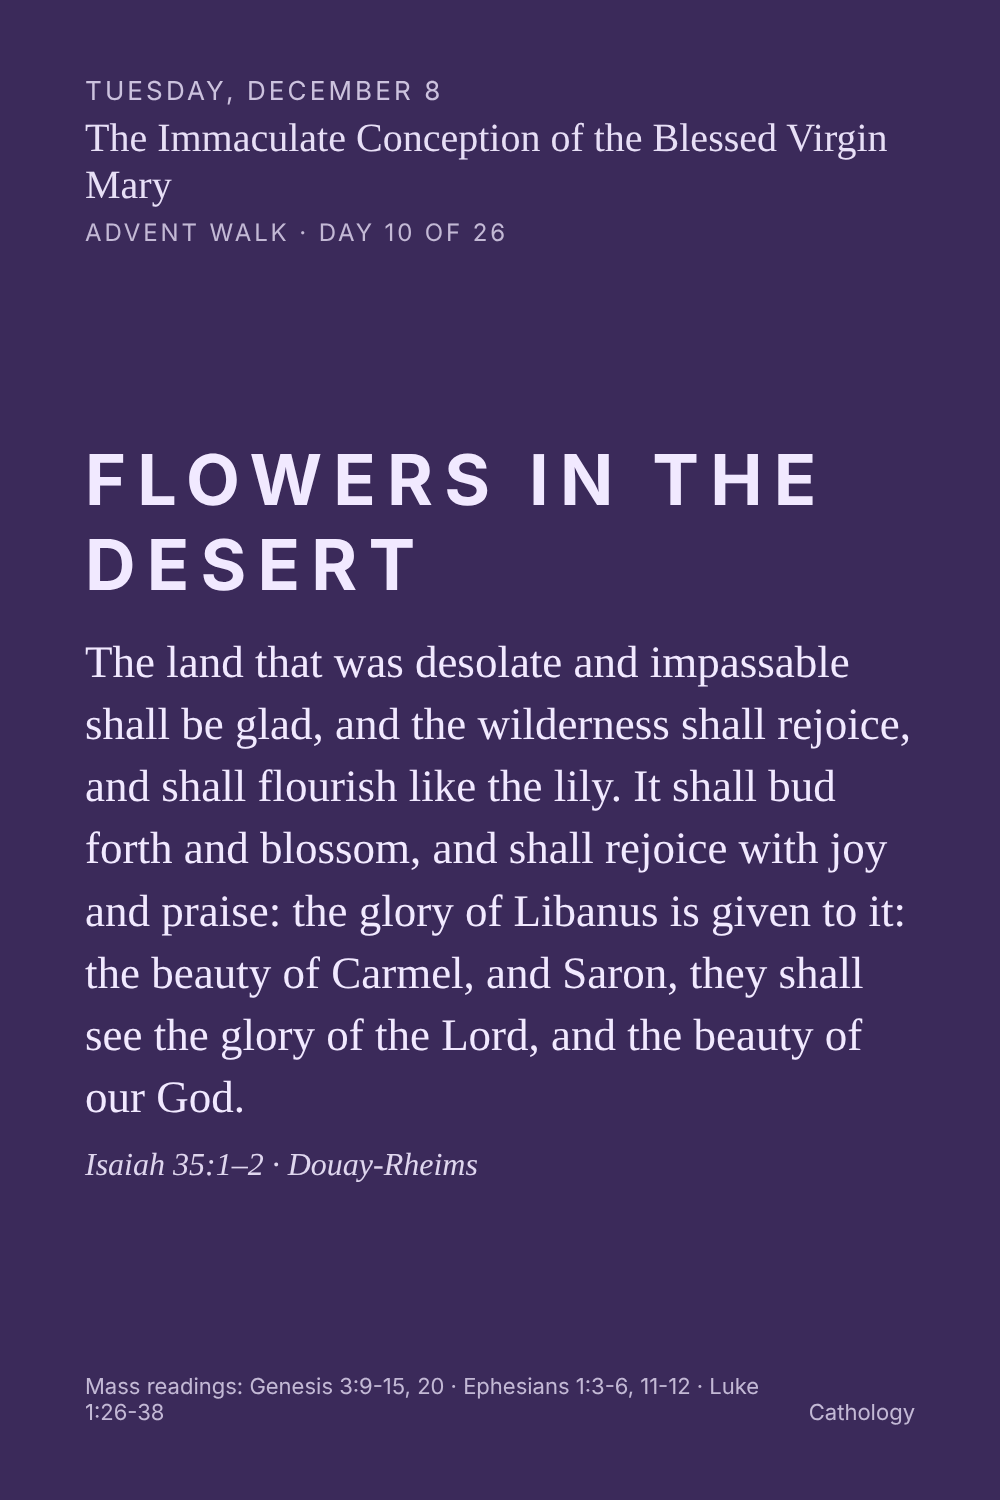 TUESDAY, DECEMBER 8
The Immaculate Conception of the Blessed Virgin
Mary
ADVENT WALK · DAY 10 OF 26
FLOWERS IN THE
DESERT
The land that was desolate and impassable
shall be glad, and the wilderness shall rejoice,
and shall flourish like the lily. It shall bud
forth and blossom, and shall rejoice with joy
and praise: the glory of Libanus is given to it:
the beauty of Carmel, and Saron, they shall
see the glory of the Lord, and the beauty of
our God.
Isaiah 35:1–2 · Douay-Rheims
Mass readings: Genesis 3:9-15, 20 · Ephesians 1:3-6, 11-12 · Luke
1:26-38
Cathology